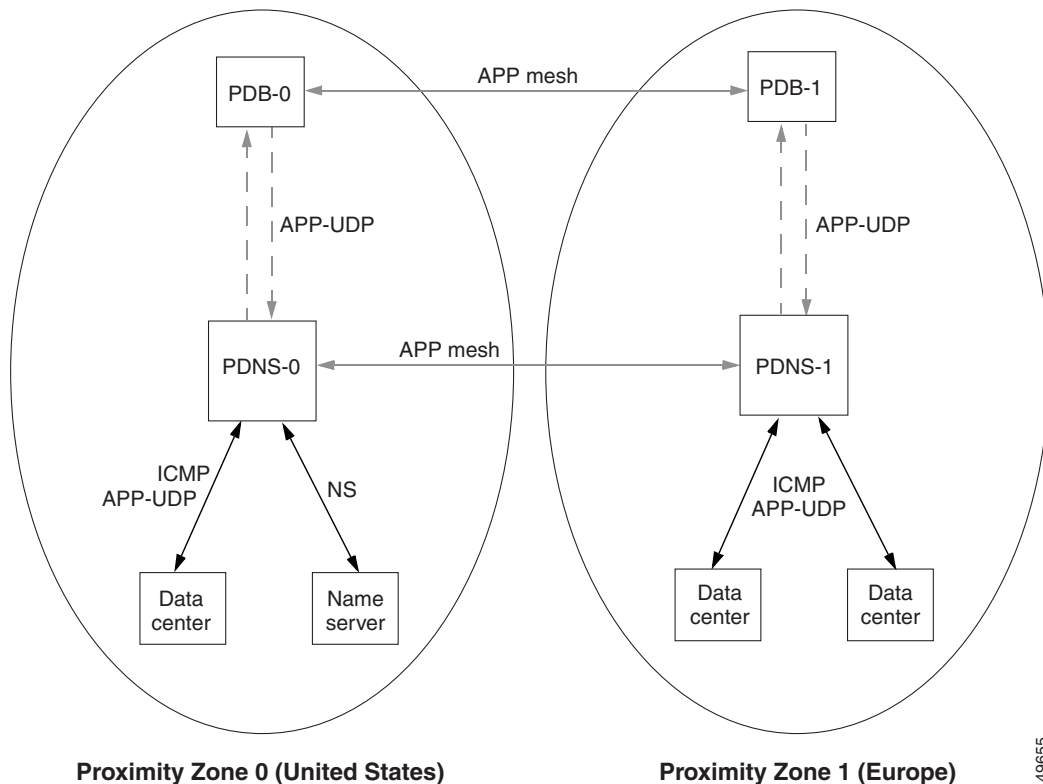 PDB-0
APP mesh
PDB-1
APP-UDP
APP-UDP
PDNS-0
APP mesh
PDNS-1
ICMP
APP-UDP
NS
ICMP
APP-UDP
Data
center
Name
server
Data
center
Data
center
Proximity Zone 0 (United States)
Proximity Zone 1 (Europe)
49655